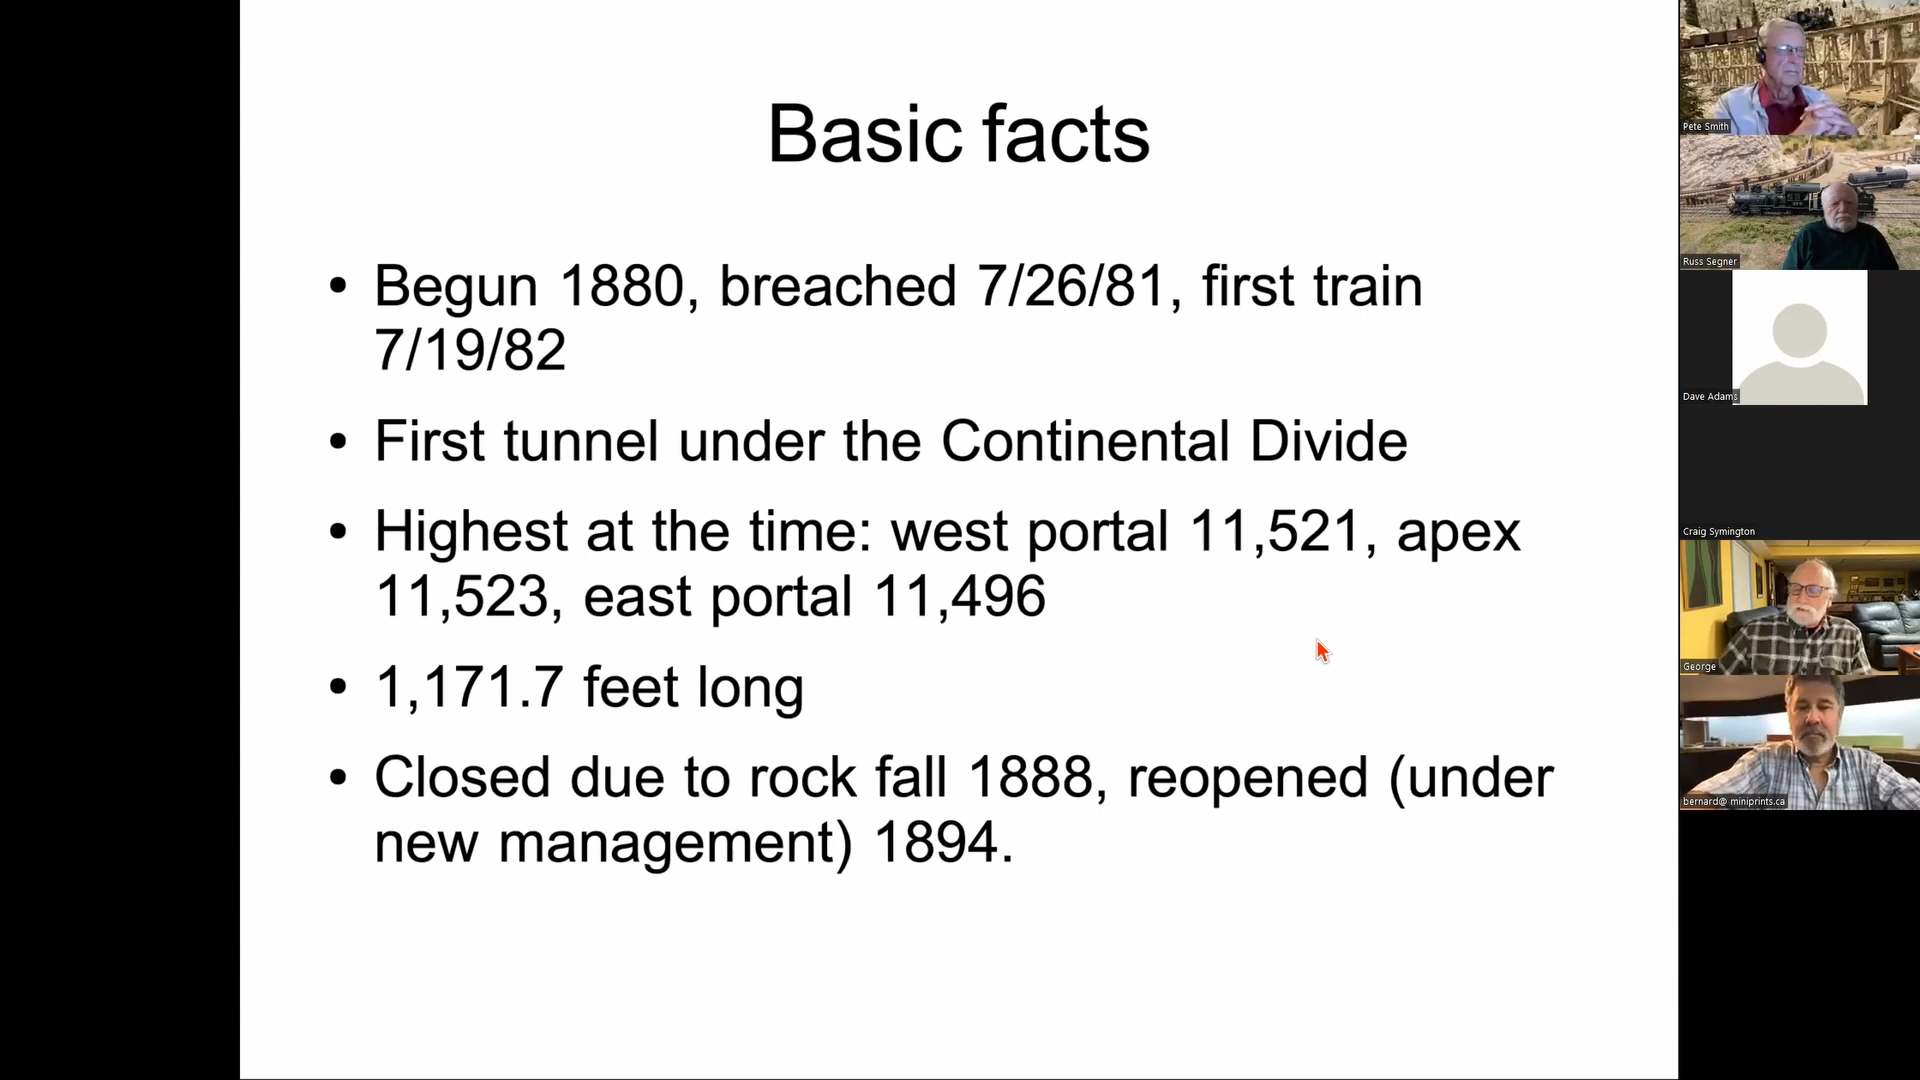 Basic facts
• Begun 1880, breached 7/26/81, first train
7/19/82
• First tunnel under the Continental Divide
• Highest at the time: west portal 11,521, apex
11,523, east portal 11,496
• 1,171.7 feet long
• Closed due to rock fall 1888, reopened (under
new management) 1894.
Pete Smith
Russ Segner
Dave Adams
Craig Symington
George
bernard@ miniprints.ca